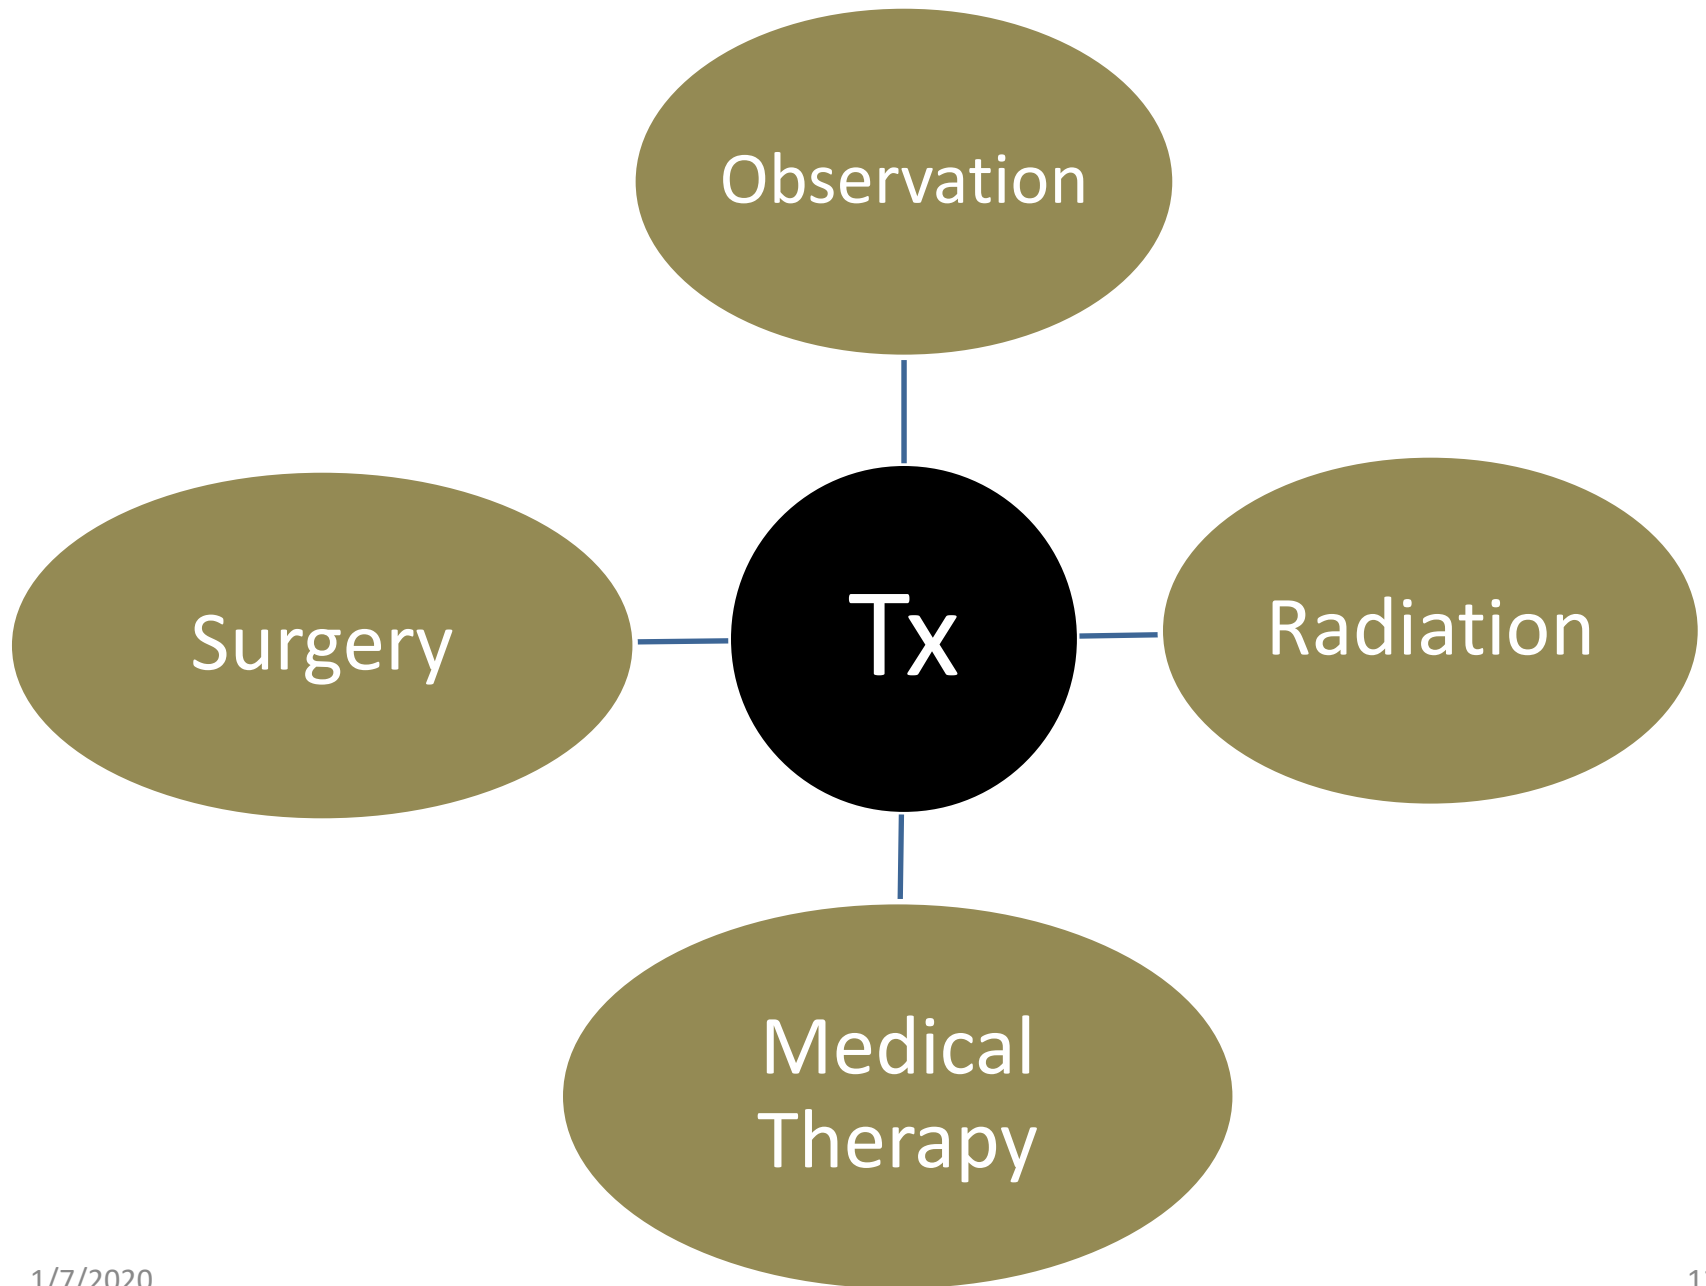 Observation
Surgery
Tx
Radiation
Medical
Therapy
1/7/2020